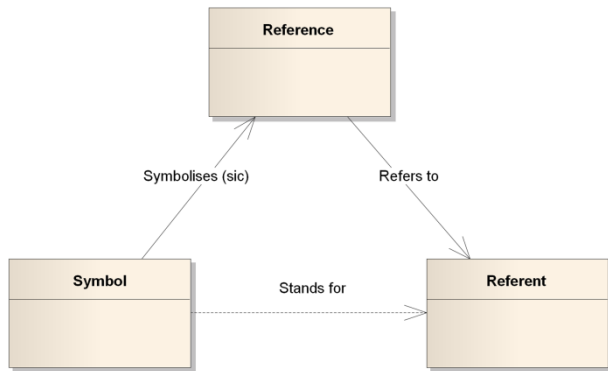 Reference
Symbolises (sic)
Refers to
Symbol
Stands for
Referent